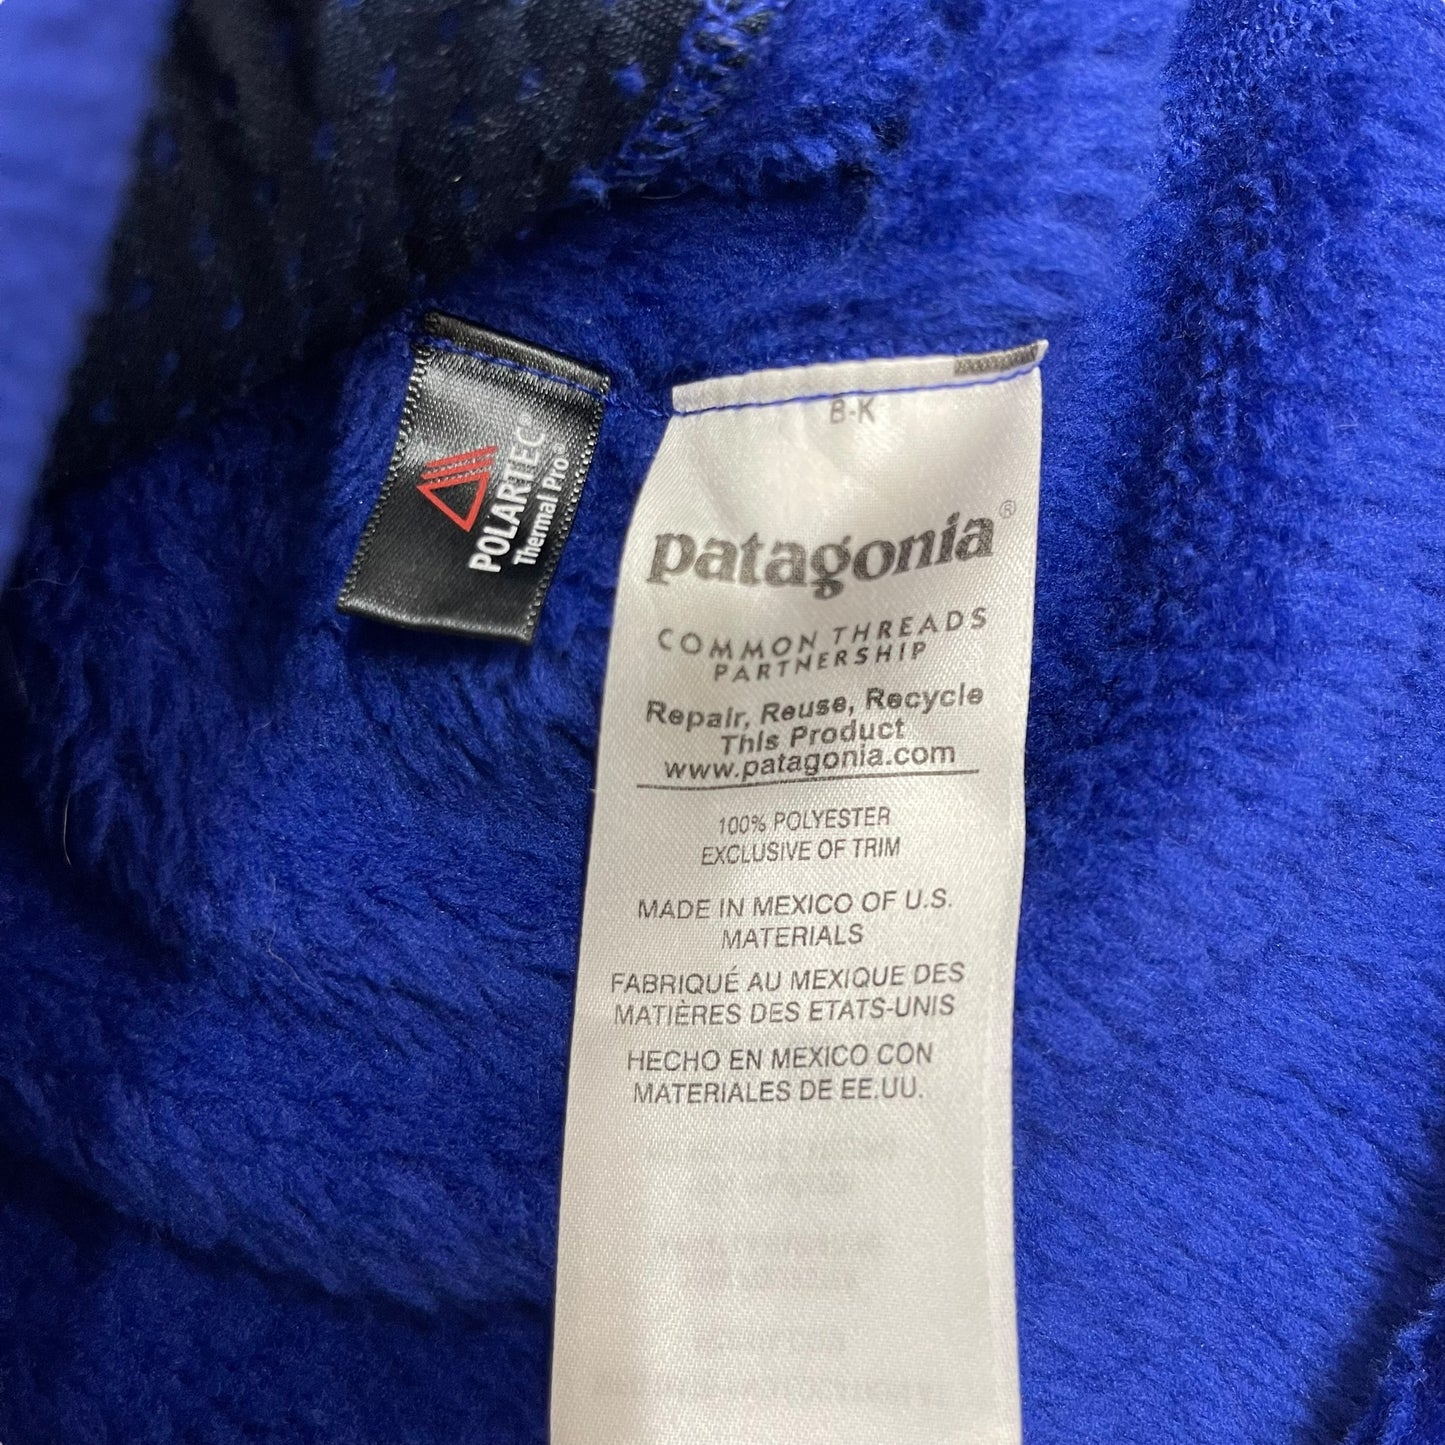 POLARTEC®
Thermal Pro®
B-K
patagonia®
COMMON THREADS
PARTNERSHIP
Repair, Reuse, Recycle
This Product
www.patagonia.com
100% POLYESTER
EXCLUSIVE OF TRIM
MADE IN MEXICO OF U.S.
MATERIALS
FABRIQUÉ AU MEXIQUE DES
MATIÈRES DES ETATS-UNIS
HECHO EN MEXICO CON
MATERIALES DE EE.UU.